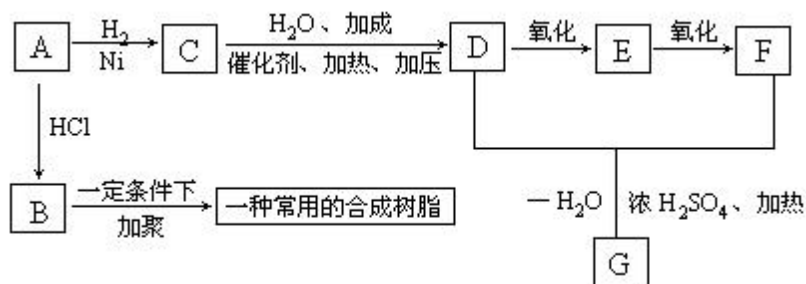 A H₂ Ni C H₂O、加成 催化剂、加热、加压 D 氧化 E 氧化 F
HCl
B 一定条件下 加聚 一种常用的合成树脂
—H₂O 浓H₂SO₄、加热
G